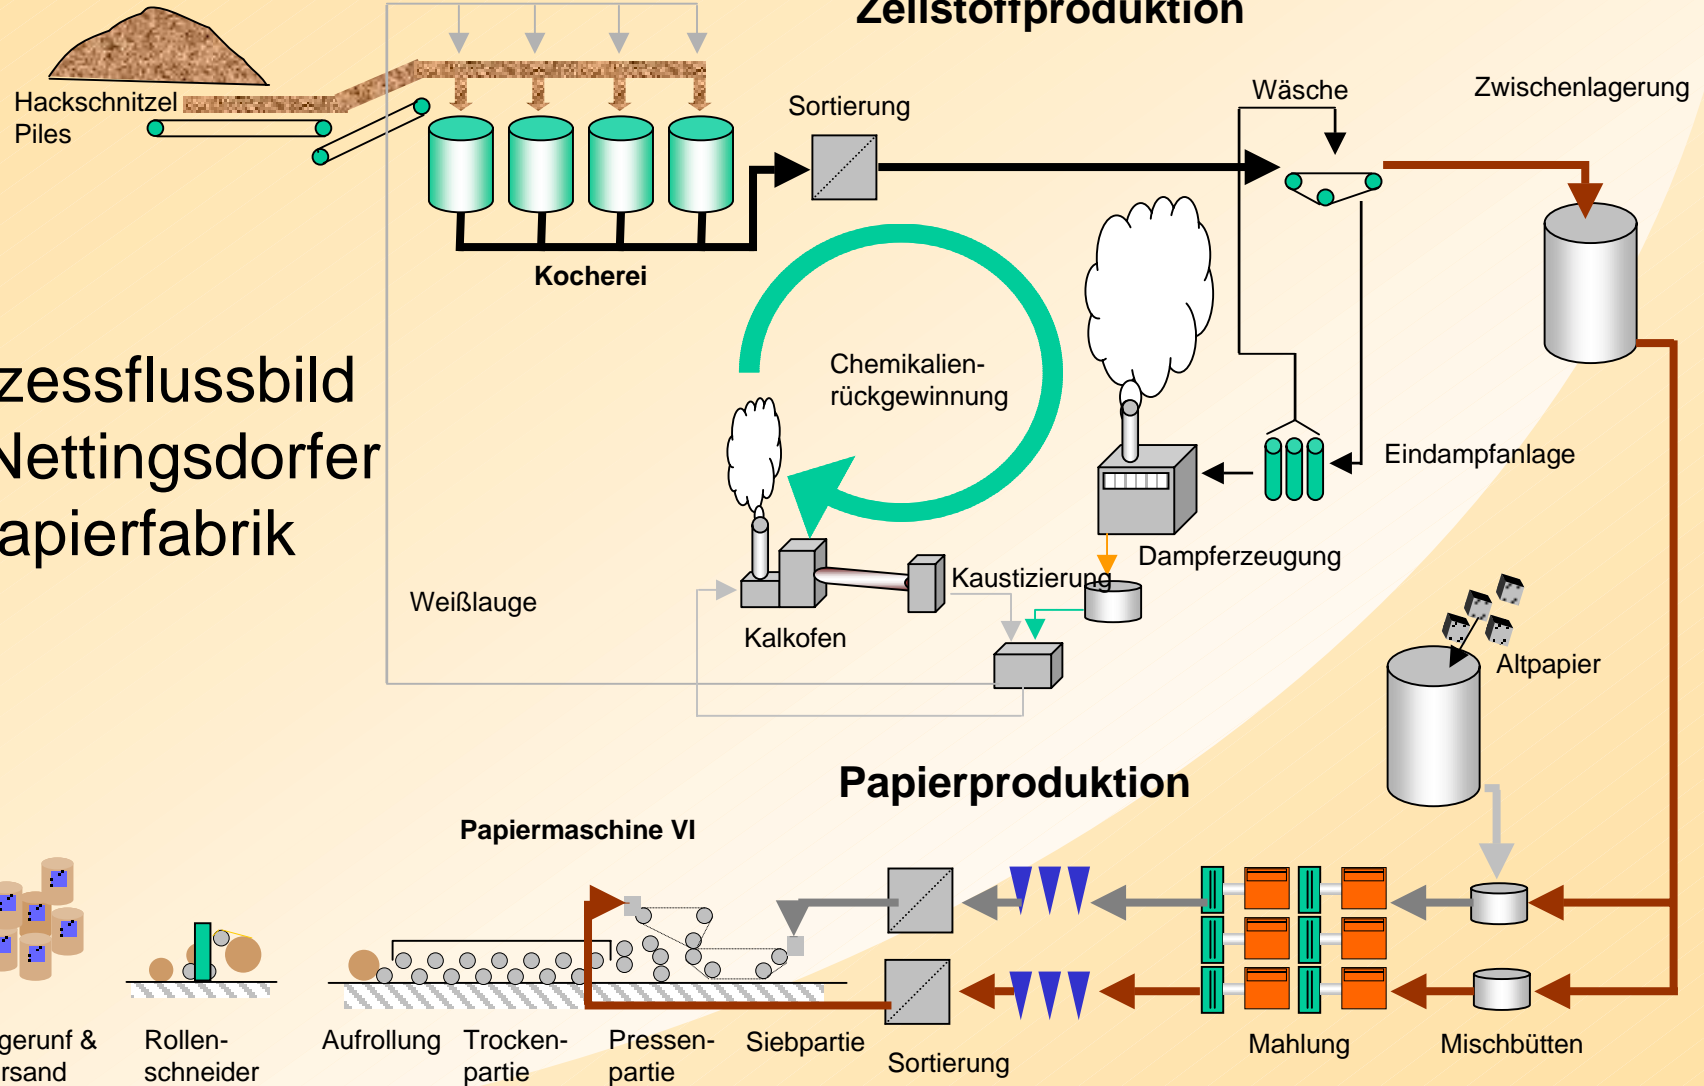 Zellstoffproduktion
Hackschnitzel
Piles
Sortierung
Wäsche
Zwischenlagerung
Kocherei
zessflussbild
Nettingsdorfer
apierfabrik
Chemikalien-
rückgewinnung
Eindampfanlage
Dampferzeugung
Kaustizierung
Weißlauge
Kalkofen
Altpapier
Papierproduktion
Papiermaschine VI
gerunf &
rsand
Rollen-
schneider
Aufrollung
Trocken-
partie
Pressen-
partie
Siebpartie
Sortierung
Mahlung
Mischbütten